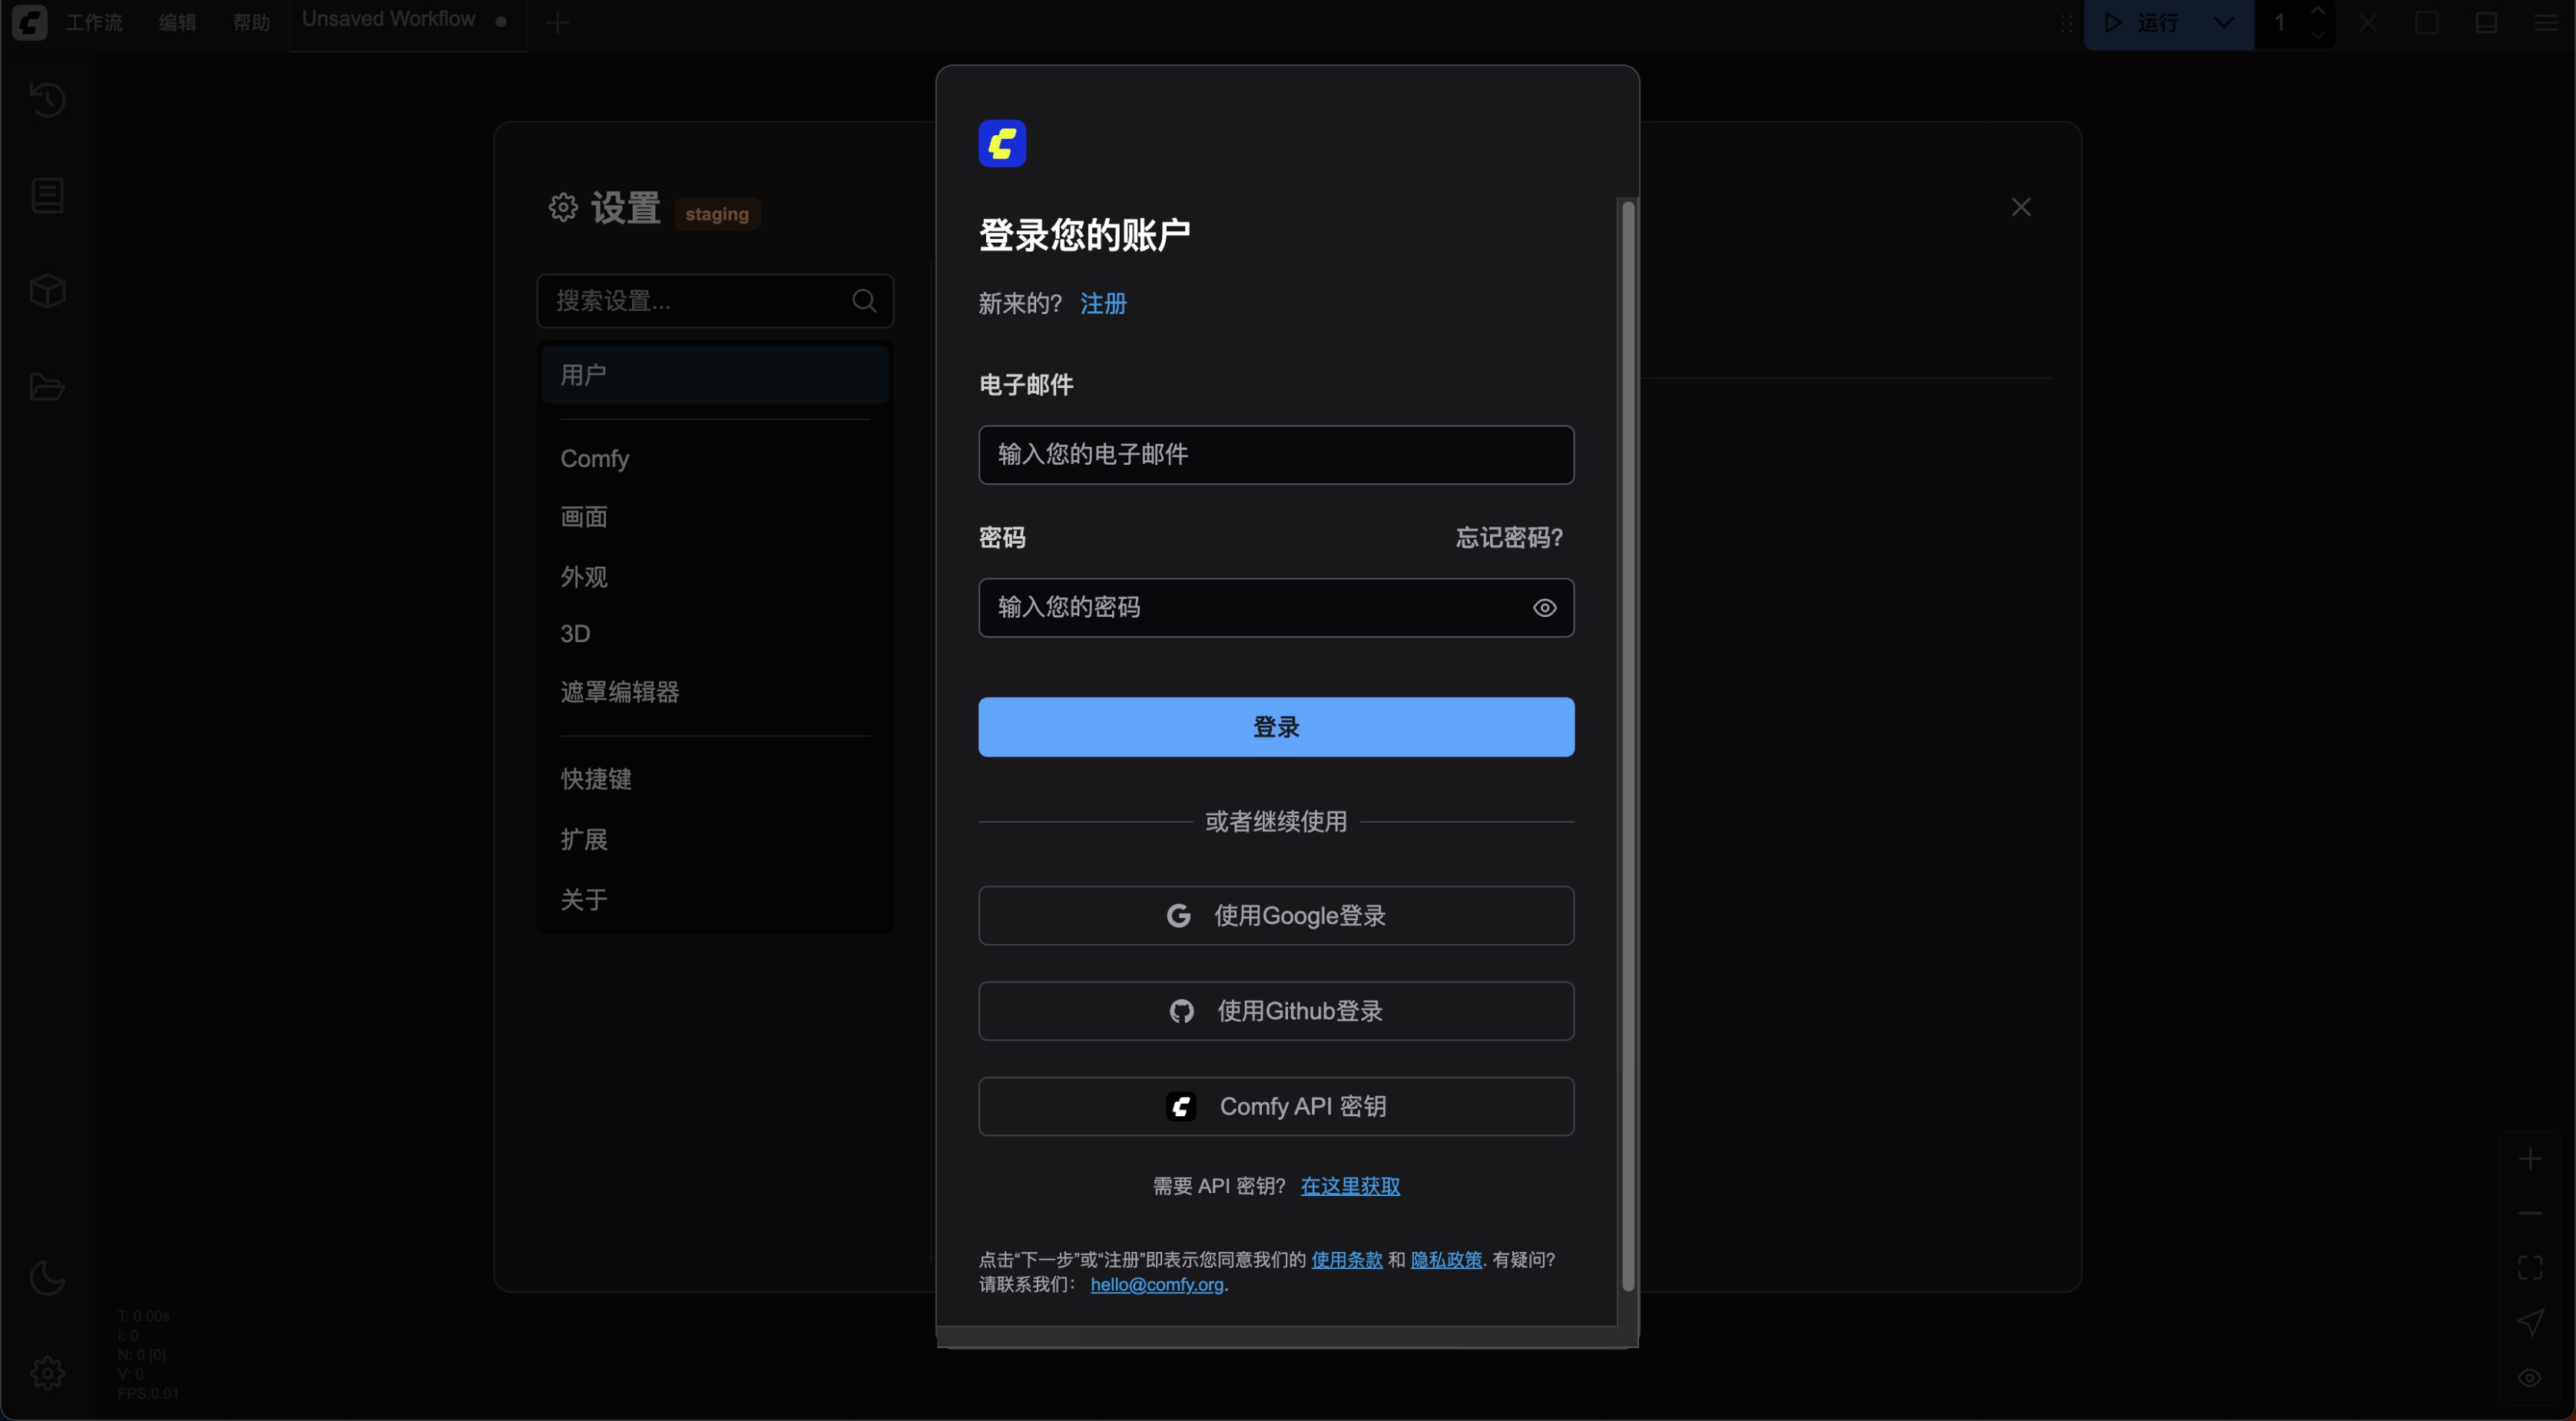 工作流 编辑 帮助 Unsaved Workflow
运行 1
设置 staging
搜索设置...
用户
Comfy
画面
外观
3D
遮罩编辑器
快捷键
扩展
关于
登录您的账户
新来的? 注册
电子邮件
输入您的电子邮件
密码 忘记密码?
输入您的密码
登录
或者继续使用
使用Google登录
使用Github登录
Comfy API 密钥
需要 API 密钥? 在这里获取
点击“下一步”或“注册”即表示您同意我们的 使用条款 和 隐私政策. 有疑问?
请联系我们： hello@comfy.org.
T: 0.00s
I: 0
N: 0 [0]
V: 0
FPS:0.01